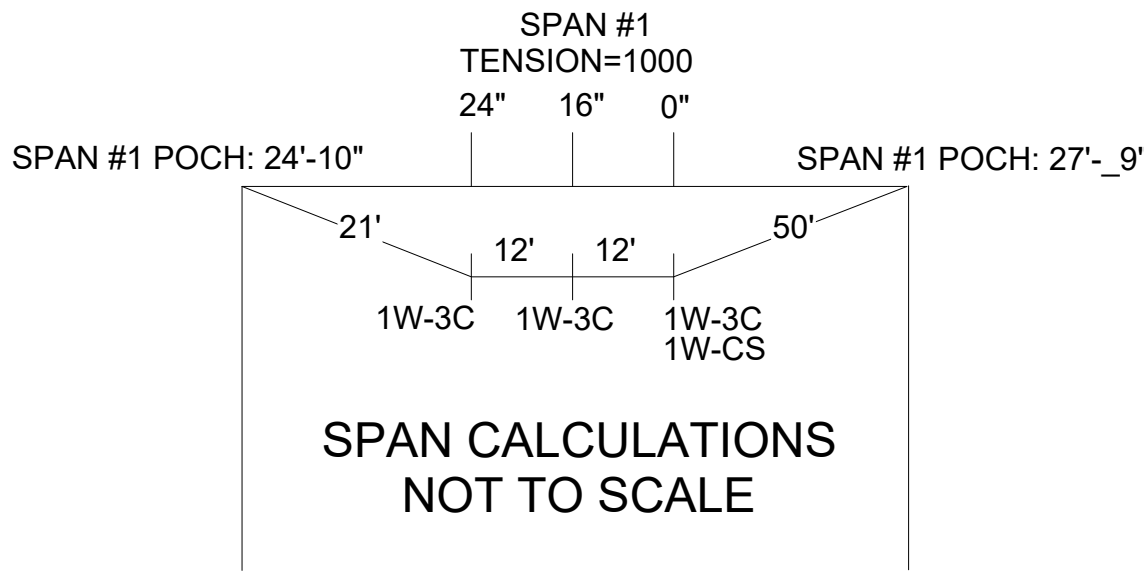 SPAN #1
TENSION=1000
24" 16" 0"
SPAN #1 POCH: 24'-10" SPAN #1 POCH: 27'-_9'
21' 12' 12' 50'
1W-3C 1W-3C 1W-3C
1W-CS
SPAN CALCULATIONS
NOT TO SCALE